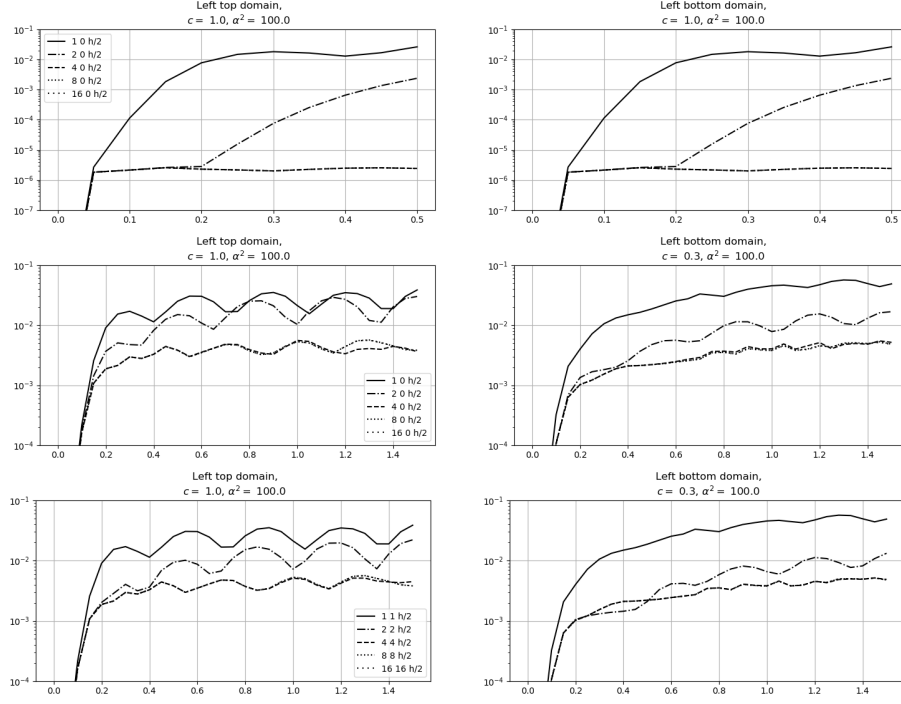 Left top domain,
c = 1.0, α² = 100.0
10⁻¹
10⁻²
10⁻³
10⁻⁴
10⁻⁵
10⁻⁶
10⁻⁷
1 0 h/2
2 0 h/2
4 0 h/2
8 0 h/2
16 0 h/2
0.0 0.1 0.2 0.3 0.4 0.5
Left bottom domain,
c = 1.0, α² = 100.0
10⁻¹
10⁻²
10⁻³
10⁻⁴
10⁻⁵
10⁻⁶
10⁻⁷
0.0 0.1 0.2 0.3 0.4 0.5
Left top domain,
c = 1.0, α² = 100.0
10⁻¹
10⁻²
10⁻³
10⁻⁴
1 0 h/2
2 0 h/2
4 0 h/2
8 0 h/2
16 0 h/2
0.0 0.2 0.4 0.6 0.8 1.0 1.2 1.4
Left bottom domain,
c = 0.3, α² = 100.0
10⁻¹
10⁻²
10⁻³
10⁻⁴
0.0 0.2 0.4 0.6 0.8 1.0 1.2 1.4
Left top domain,
c = 1.0, α² = 100.0
10⁻¹
10⁻²
10⁻³
10⁻⁴
1 1 h/2
2 2 h/2
4 4 h/2
8 8 h/2
16 16 h/2
0.0 0.2 0.4 0.6 0.8 1.0 1.2 1.4
Left bottom domain,
c = 0.3, α² = 100.0
10⁻¹
10⁻²
10⁻³
10⁻⁴
0.0 0.2 0.4 0.6 0.8 1.0 1.2 1.4